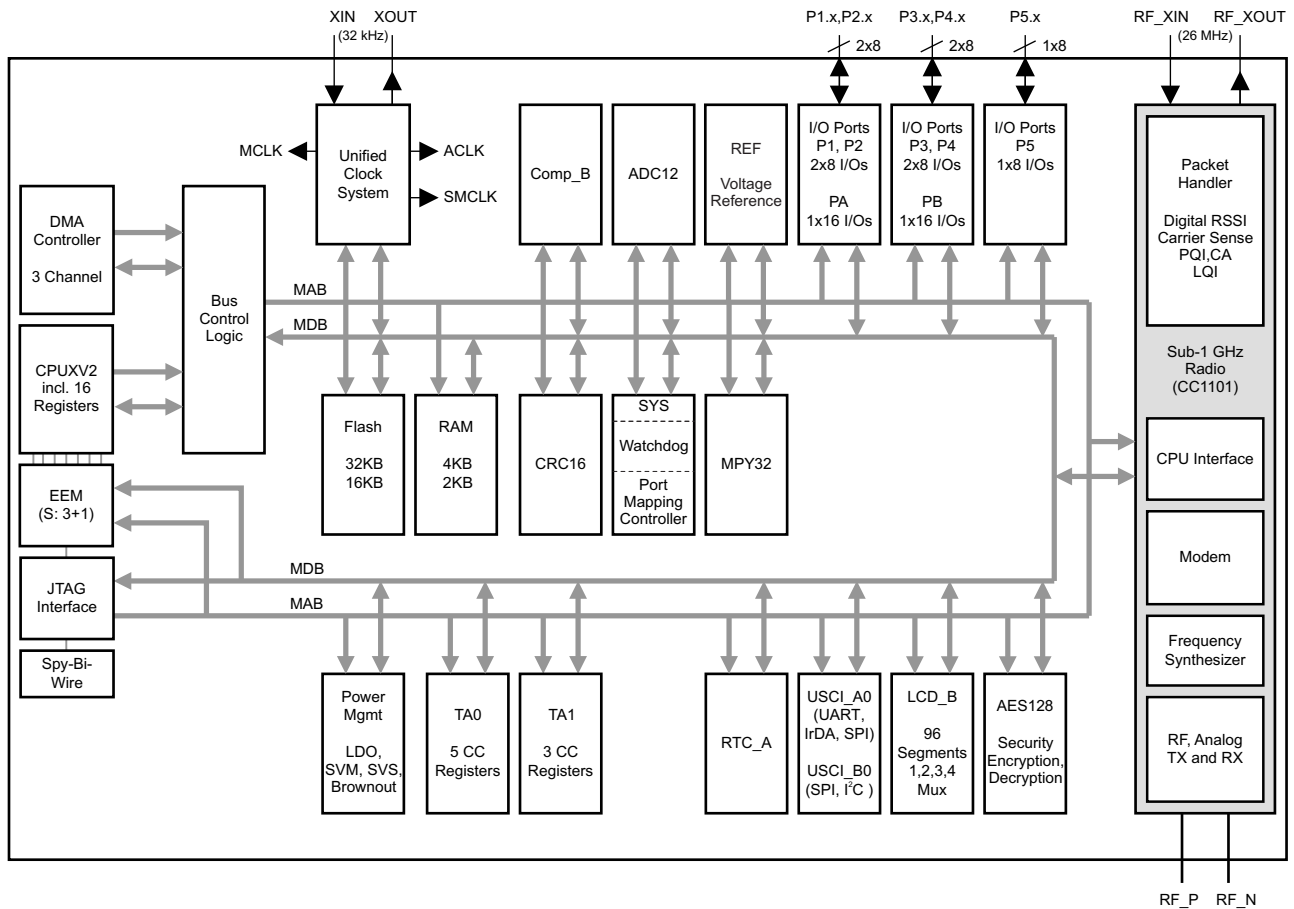 XIN XOUT
(32 kHz)
P1.x,P2.x
2x8
P3.x,P4.x
2x8
P5.x
1x8
RF_XIN RF_XOUT
(26 MHz)
MCLK
Unified
Clock
System
ACLK
SMCLK
Comp_B
ADC12
REF
Voltage
Reference
I/O Ports
P1, P2
2x8 I/Os
PA
1x16 I/Os
I/O Ports
P3, P4
2x8 I/Os
PB
1x16 I/Os
I/O Ports
P5
1x8 I/Os
Packet
Handler
Digital RSSI
Carrier Sense
PQI,CA
LQI
DMA
Controller
3 Channel
Bus
Control
Logic
MAB
MDB
CPUXV2
incl. 16
Registers
Sub-1 GHz
Radio
(CC1101)
Flash
32KB
16KB
RAM
4KB
2KB
CRC16
SYS
Watchdog
Port
Mapping
Controller
MPY32
CPU Interface
EEM
(S: 3+1)
Modem
JTAG
Interface
MDB
MAB
Spy-Bi-
Wire
Frequency
Synthesizer
Power
Mgmt
LDO,
SVM, SVS,
Brownout
TA0
5 CC
Registers
TA1
3 CC
Registers
RTC_A
USCI_A0
(UART,
IrDA, SPI)
USCI_B0
(SPI, I²C )
LCD_B
96
Segments
1,2,3,4
Mux
AES128
Security
Encryption,
Decryption
RF, Analog
TX and RX
RF_P RF_N